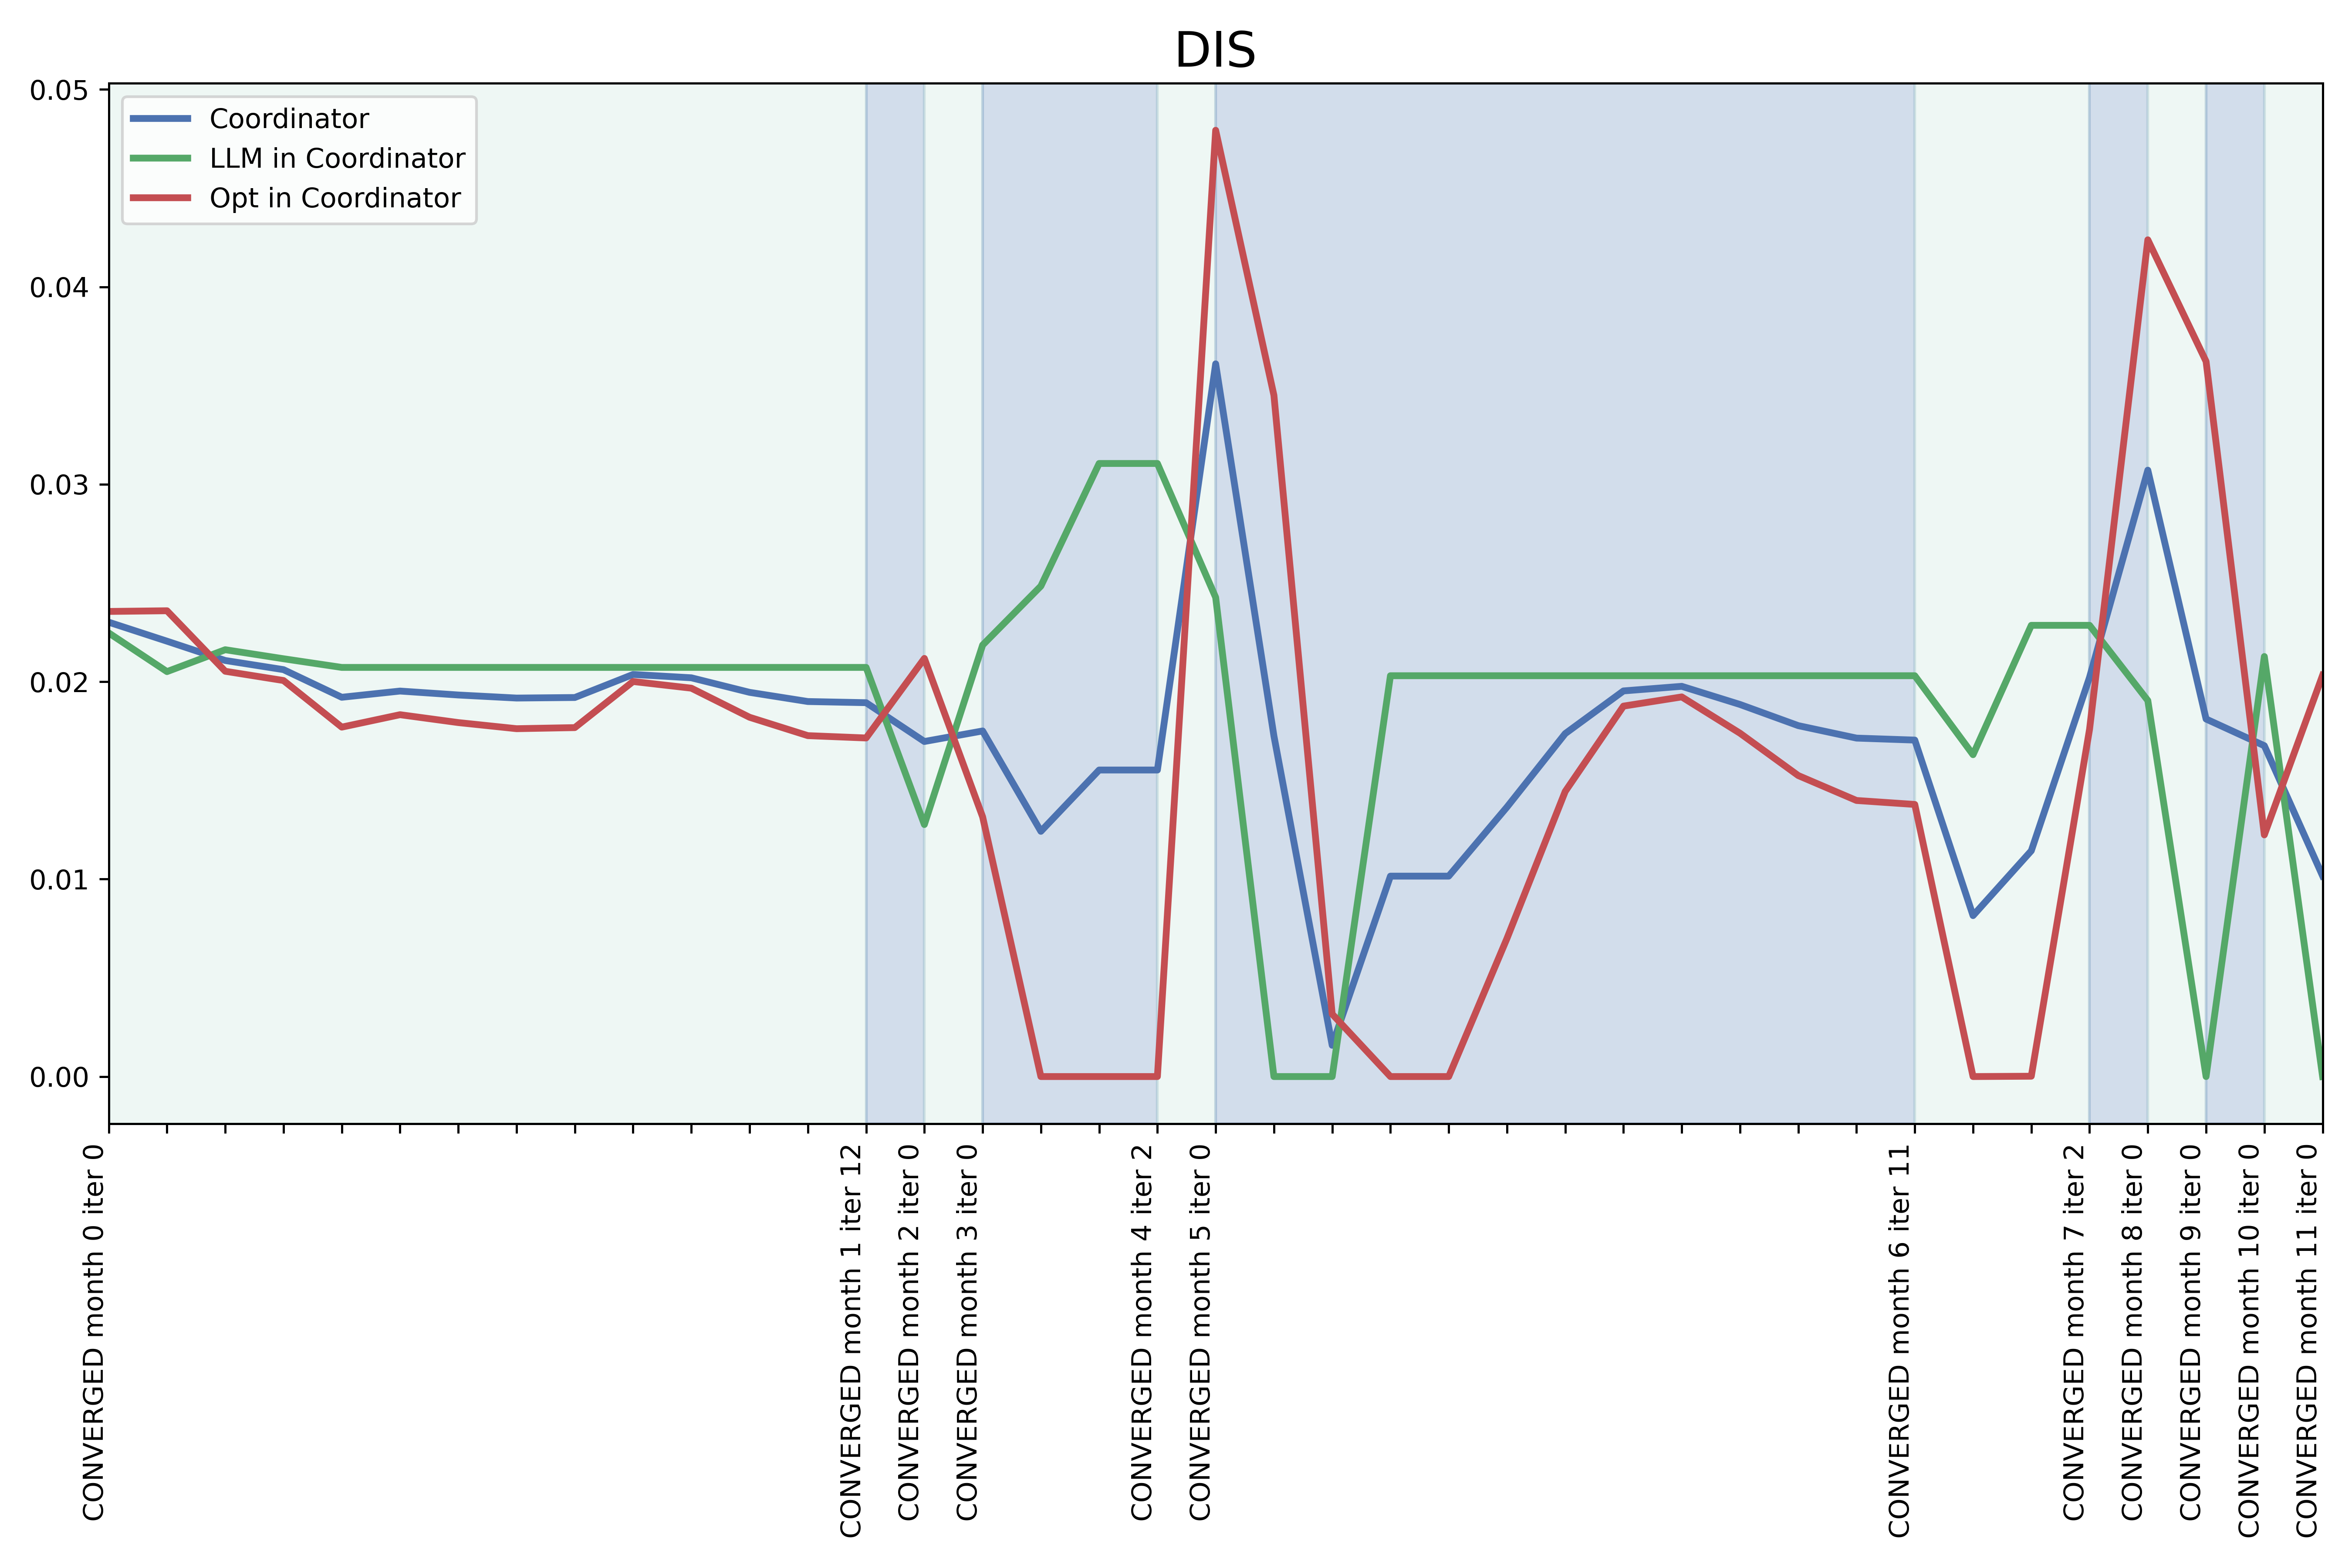 DIS
0.05
0.04
0.03
0.02
0.01
0.00
Coordinator
LLM in Coordinator
Opt in Coordinator
CONVERGED month 0 iter 0
CONVERGED month 1 iter 12
CONVERGED month 2 iter 0
CONVERGED month 3 iter 0
CONVERGED month 4 iter 2
CONVERGED month 5 iter 0
CONVERGED month 6 iter 11
CONVERGED month 7 iter 2
CONVERGED month 8 iter 0
CONVERGED month 9 iter 0
CONVERGED month 10 iter 0
CONVERGED month 11 iter 0